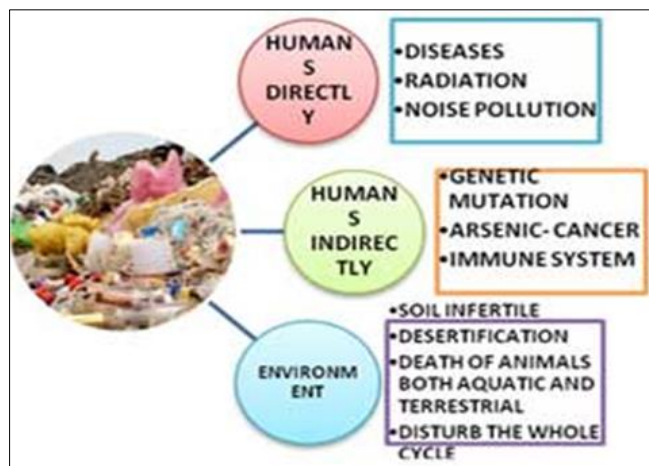 HUMAN
S
DIRECTL
Y
•DISEASES
•RADIATION
•NOISE POLLUTION
HUMAN
S
INDIREC
TLY
•GENETIC
MUTATION
•ARSENIC- CANCER
•IMMUNE SYSTEM
ENVIRONM
ENT
•SOIL INFERTILE
•DESERTIFICATION
•DEATH OF ANIMALS
BOTH AQUATIC AND
TERRESTRIAL
•DISTURB THE WHOLE
CYCLE